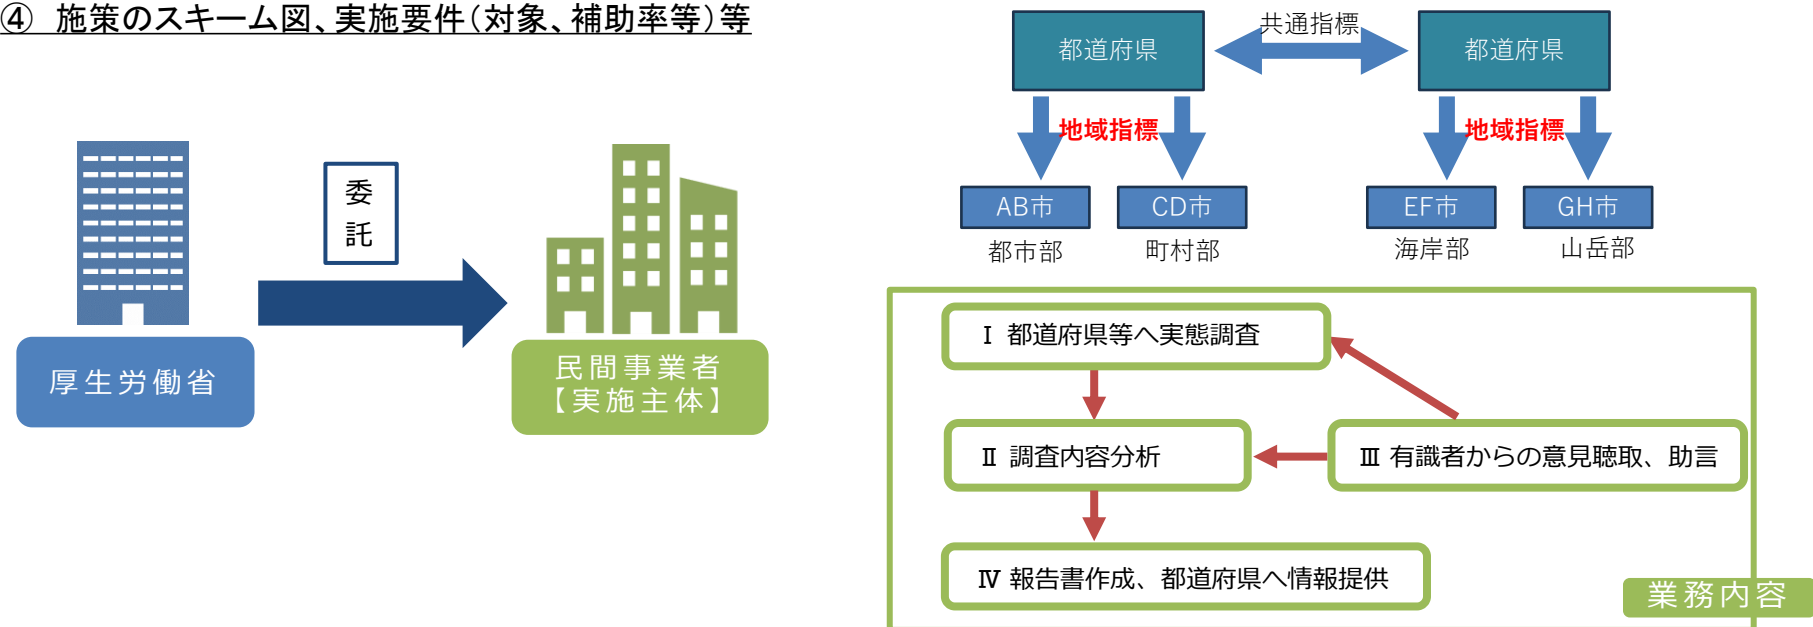 ④ 施策のスキーム図、実施要件（対象、補助率等）等
委
託
厚生労働省
民間事業者
【実施主体】
共通指標
都道府県
都道府県
地域指標
地域指標
AB市
CD市
EF市
GH市
都市部
町村部
海岸部
山岳部
Ⅰ 都道府県等へ実態調査
Ⅱ 調査内容分析
Ⅲ 有識者からの意見聴取、助言
Ⅳ 報告書作成、都道府県へ情報提供
業務内容